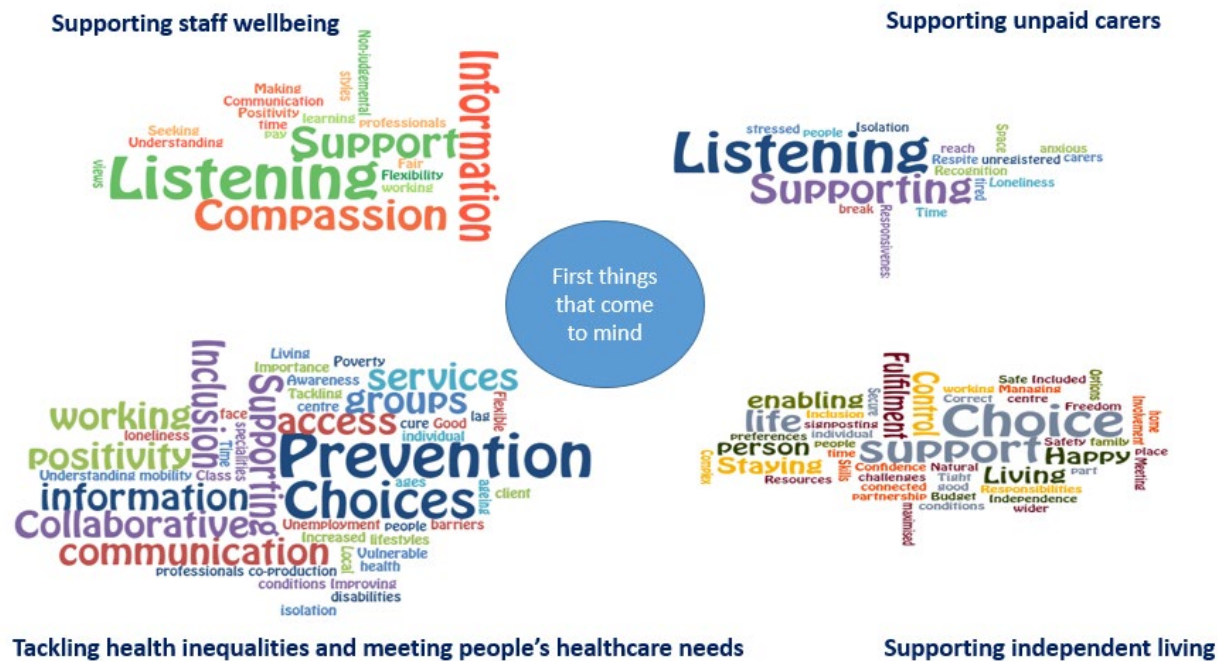 Supporting staff wellbeing
Supporting unpaid carers
Non-judgemental
styles
Information
Making
Communication
Positivity
time
learning
professionals
pay
Seeking
Understanding
Support
views
Listening
Fair
Flexibility
working
Compassion
stressed
people
Isolation
Space
Listening
reach
anxious
Respite
unregistered
carers
Recognition
Supporting
tired
Loneliness
break
Responsiveness
Time
First things
that come
to mind
Inclusion
Living
Poverty
Importance
Supporting
Awareness
services
Tackling
groups
Flexible
centre
working
face
access
cure
Good
lag
loneliness
specialities
individual
Time
positivity
Prevention
Understanding
mobility
Class
ages
Choices
ageing
client
information
Collaborative
Unemployment
people
barriers
Increased
lifestyles
communication
Local
Vulnerable
health
professionals
co-production
conditions
Improving
disabilities
isolation
Fulfilment
Control
working
Safe
Included
Options
Managing
Secure
Correct
centre
enabling
Freedom
Involvement
home
life
Inclusion
Choice
signposting
preferences
individual
support
Safety
family
person
people
Happy
place
time
Meeting
Complex
Staying
Skills
Confidence
Natural
part
Resources
challenges
Tight
Living
connected
good
Responsibilities
partnership
Budget
Independence
maximised
conditions
wider
Tackling health inequalities and meeting people’s healthcare needs
Supporting independent living